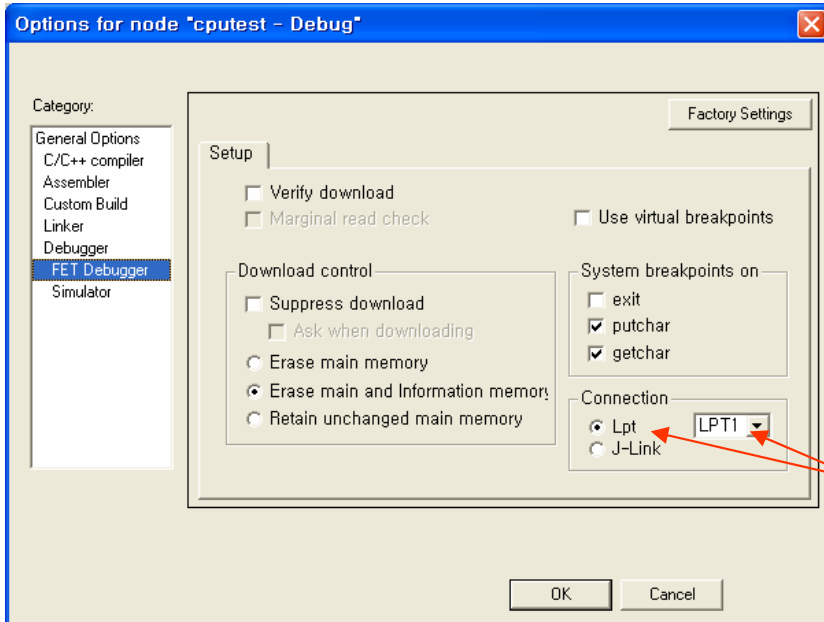 Options for node "cputest - Debug"
Category:
General Options
C/C++ compiler
Assembler
Custom Build
Linker
Debugger
FET Debugger
Simulator
Factory Settings
Setup
Verify download
Marginal read check
Use virtual breakpoints
Download control
Suppress download
Ask when downloading
Erase main memory
Erase main and Information memory
Retain unchanged main memory
System breakpoints on
exit
putchar
getchar
Connection
Lpt LPT1
J-Link
OK Cancel